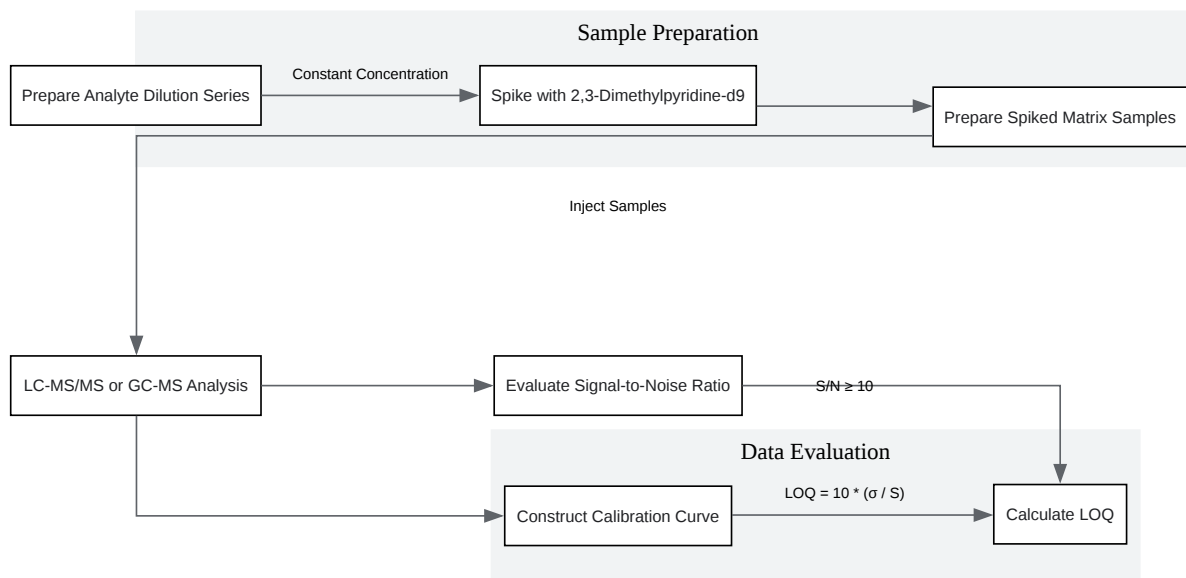 Sample Preparation
Prepare Analyte Dilution Series
Constant Concentration
Spike with 2,3-Dimethylpyridine-d9
Prepare Spiked Matrix Samples
Inject Samples
LC-MS/MS or GC-MS Analysis
Evaluate Signal-to-Noise Ratio
S/N ≥ 10
Data Evaluation
Construct Calibration Curve
LOQ = 10 * (σ / S)
Calculate LOQ